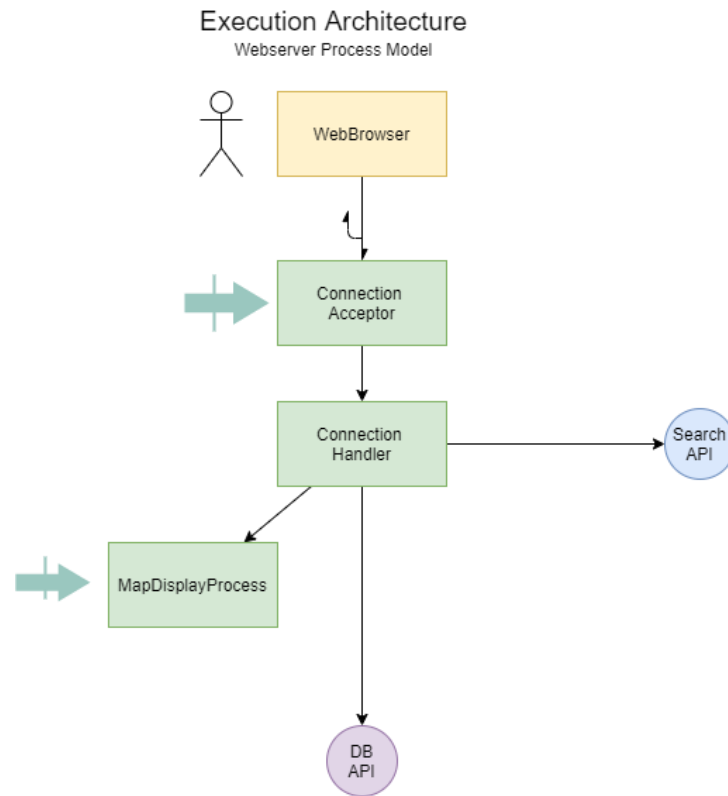 Execution Architecture
Webserver Process Model
WebBrowser
Connection
Acceptor
Connection
Handler
Search
API
MapDisplayProcess
DB
API